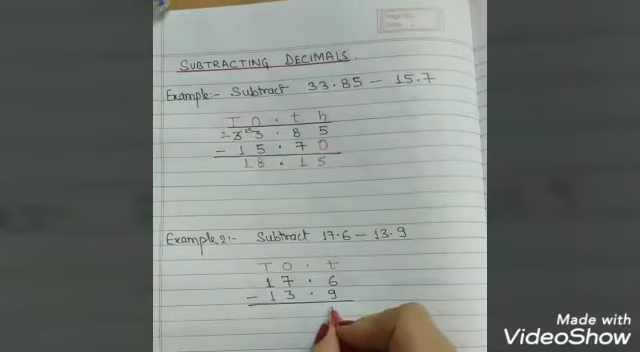 SUBTRACTING DECIMALS
Example:- Subtract 33.85 - 15.7
T O . t h
2 3 13 3 . 8 5
- 1 5 . 7 0
1 8 . 1 5
Example 2:- Subtract 17.6 - 13.9
T O . t
1 7 . 6
- 1 3 . 9
Made with
VideoShow